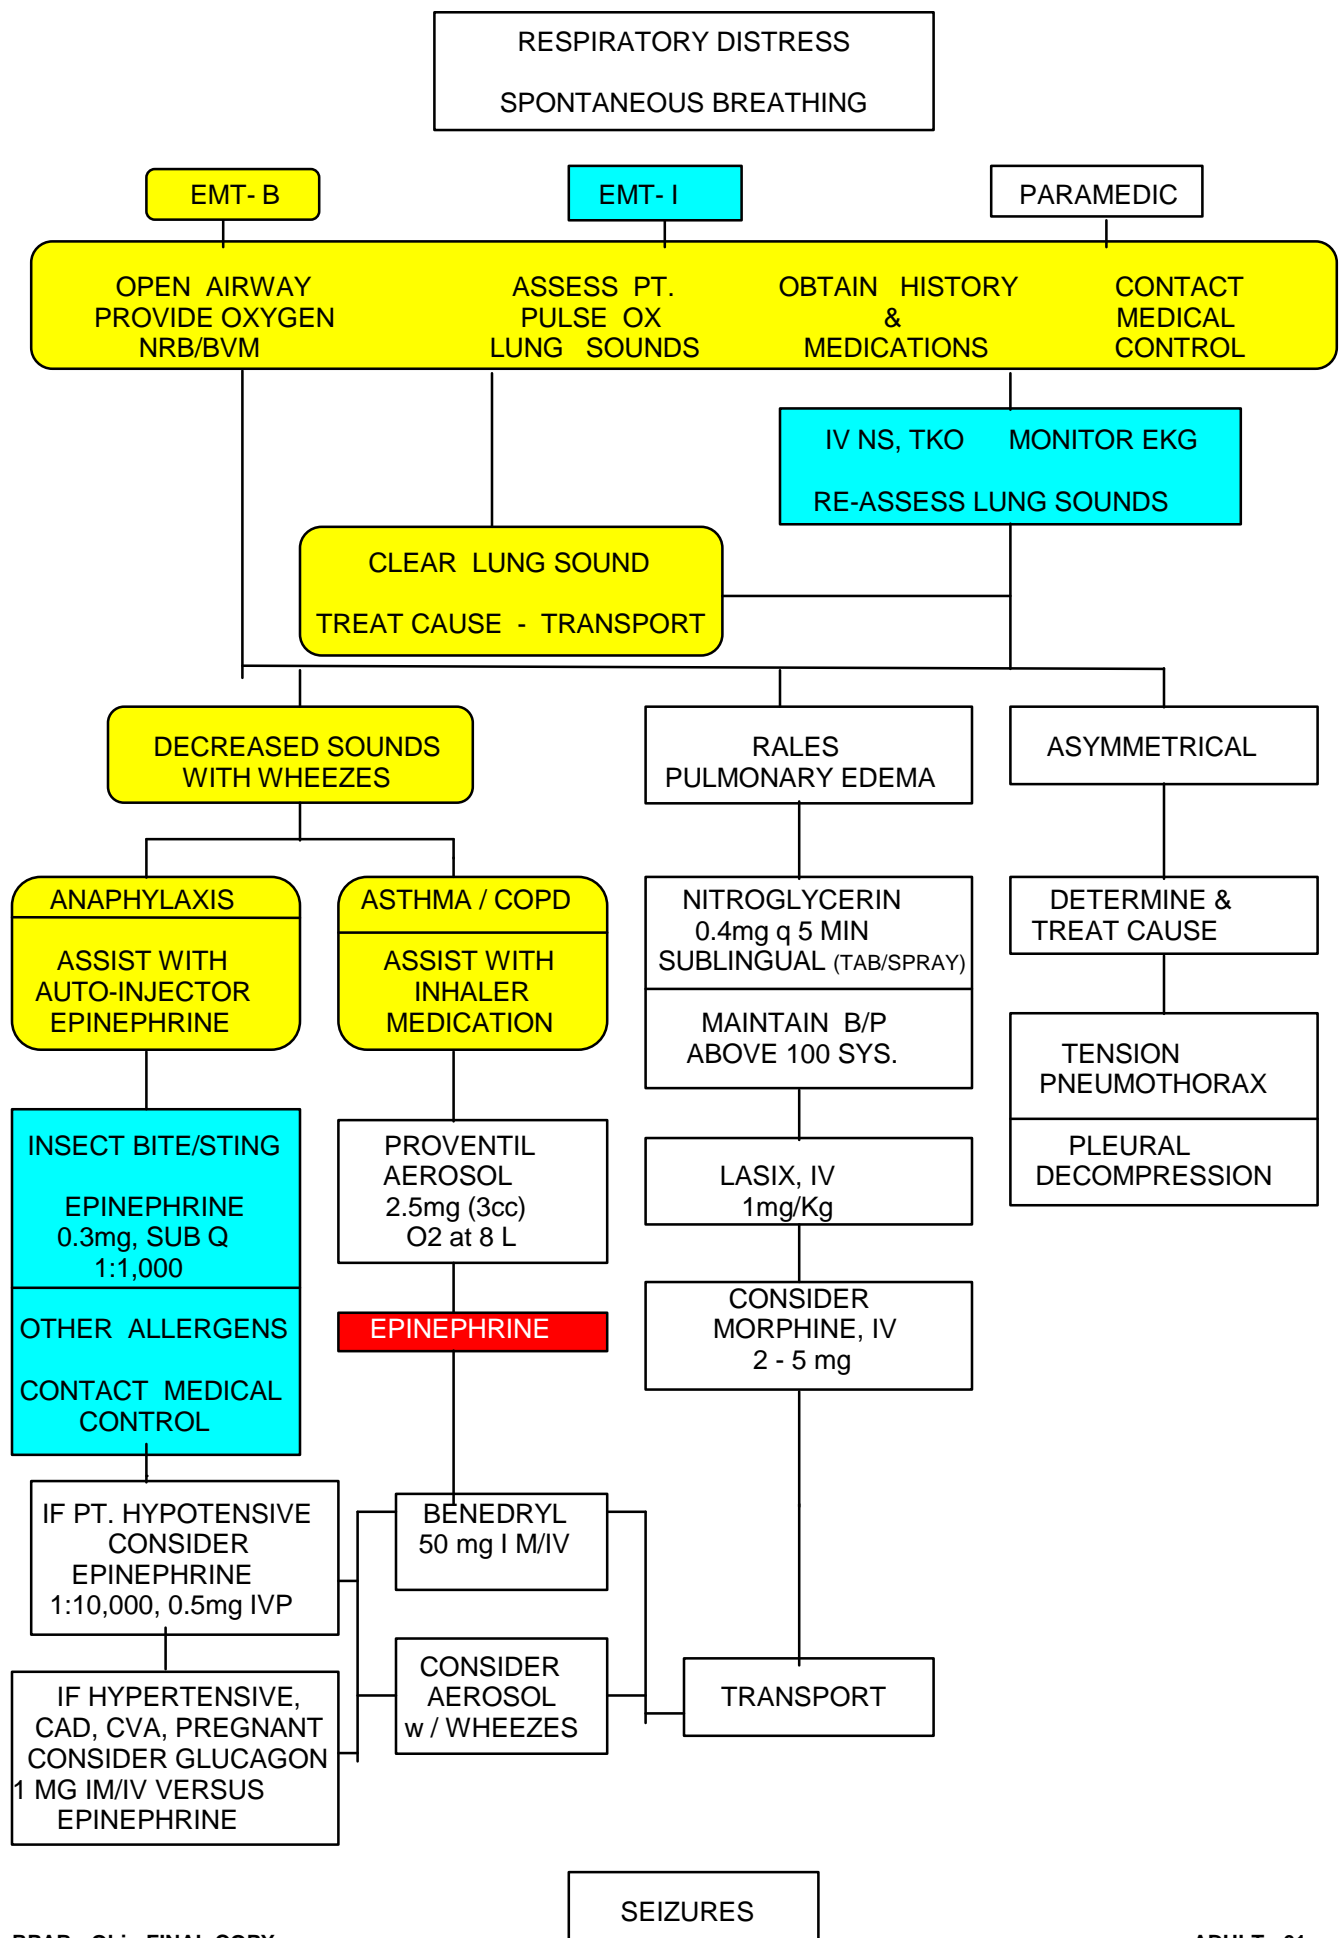 RESPIRATORY DISTRESS
SPONTANEOUS BREATHING
EMT- B
EMT- I
PARAMEDIC
OPEN AIRWAY
PROVIDE OXYGEN
NRB/BVM
ASSESS PT.
PULSE OX
LUNG SOUNDS
OBTAIN HISTORY
&
MEDICATIONS
CONTACT
MEDICAL
CONTROL
IV NS, TKO MONITOR EKG
RE-ASSESS LUNG SOUNDS
CLEAR LUNG SOUND
TREAT CAUSE - TRANSPORT
DECREASED SOUNDS
WITH WHEEZES
RALES
PULMONARY EDEMA
ASYMMETRICAL
ANAPHYLAXIS
ASSIST WITH
AUTO-INJECTOR
EPINEPHRINE
ASTHMA / COPD
ASSIST WITH
INHALER
MEDICATION
NITROGLYCERIN
0.4mg q 5 MIN
SUBLINGUAL (TAB/SPRAY)
MAINTAIN B/P
ABOVE 100 SYS.
DETERMINE &
TREAT CAUSE
TENSION
PNEUMOTHORAX
PLEURAL
DECOMPRESSION
INSECT BITE/STING
EPINEPHRINE
0.3mg, SUB Q
1:1,000
OTHER ALLERGENS
CONTACT MEDICAL
CONTROL
PROVENTIL
AEROSOL
2.5mg (3cc)
O2 at 8 L
EPINEPHRINE
LASIX, IV
1mg/Kg
CONSIDER
MORPHINE, IV
2 - 5 mg
IF PT. HYPOTENSIVE
CONSIDER
EPINEPHRINE
1:10,000, 0.5mg IVP
BENEDRYL
50 mg I M/IV
IF HYPERTENSIVE,
CAD, CVA, PREGNANT
CONSIDER GLUCAGON
1 MG IM/IV VERSUS
EPINEPHRINE
CONSIDER
AEROSOL
w / WHEEZES
TRANSPORT
SEIZURES
FINAL COPY
ADULT